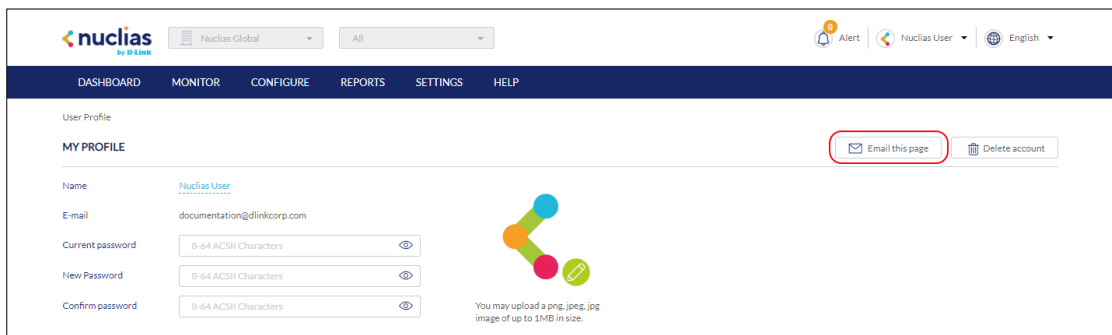 nuclias
by D-Link
Nuclias Global
All
0
Alert
Nuclias User
English
DASHBOARD MONITOR CONFIGURE REPORTS SETTINGS HELP
User Profile
MY PROFILE
Email this page
Delete account
Name Nuclias User
E-mail documentation@dlinkcorp.com
Current password 8-64 ACSII Characters
New Password 8-64 ACSII Characters
Confirm password 8-64 ACSII Characters
You may upload a png, jpeg, jpg
image of up to 1MB in size.